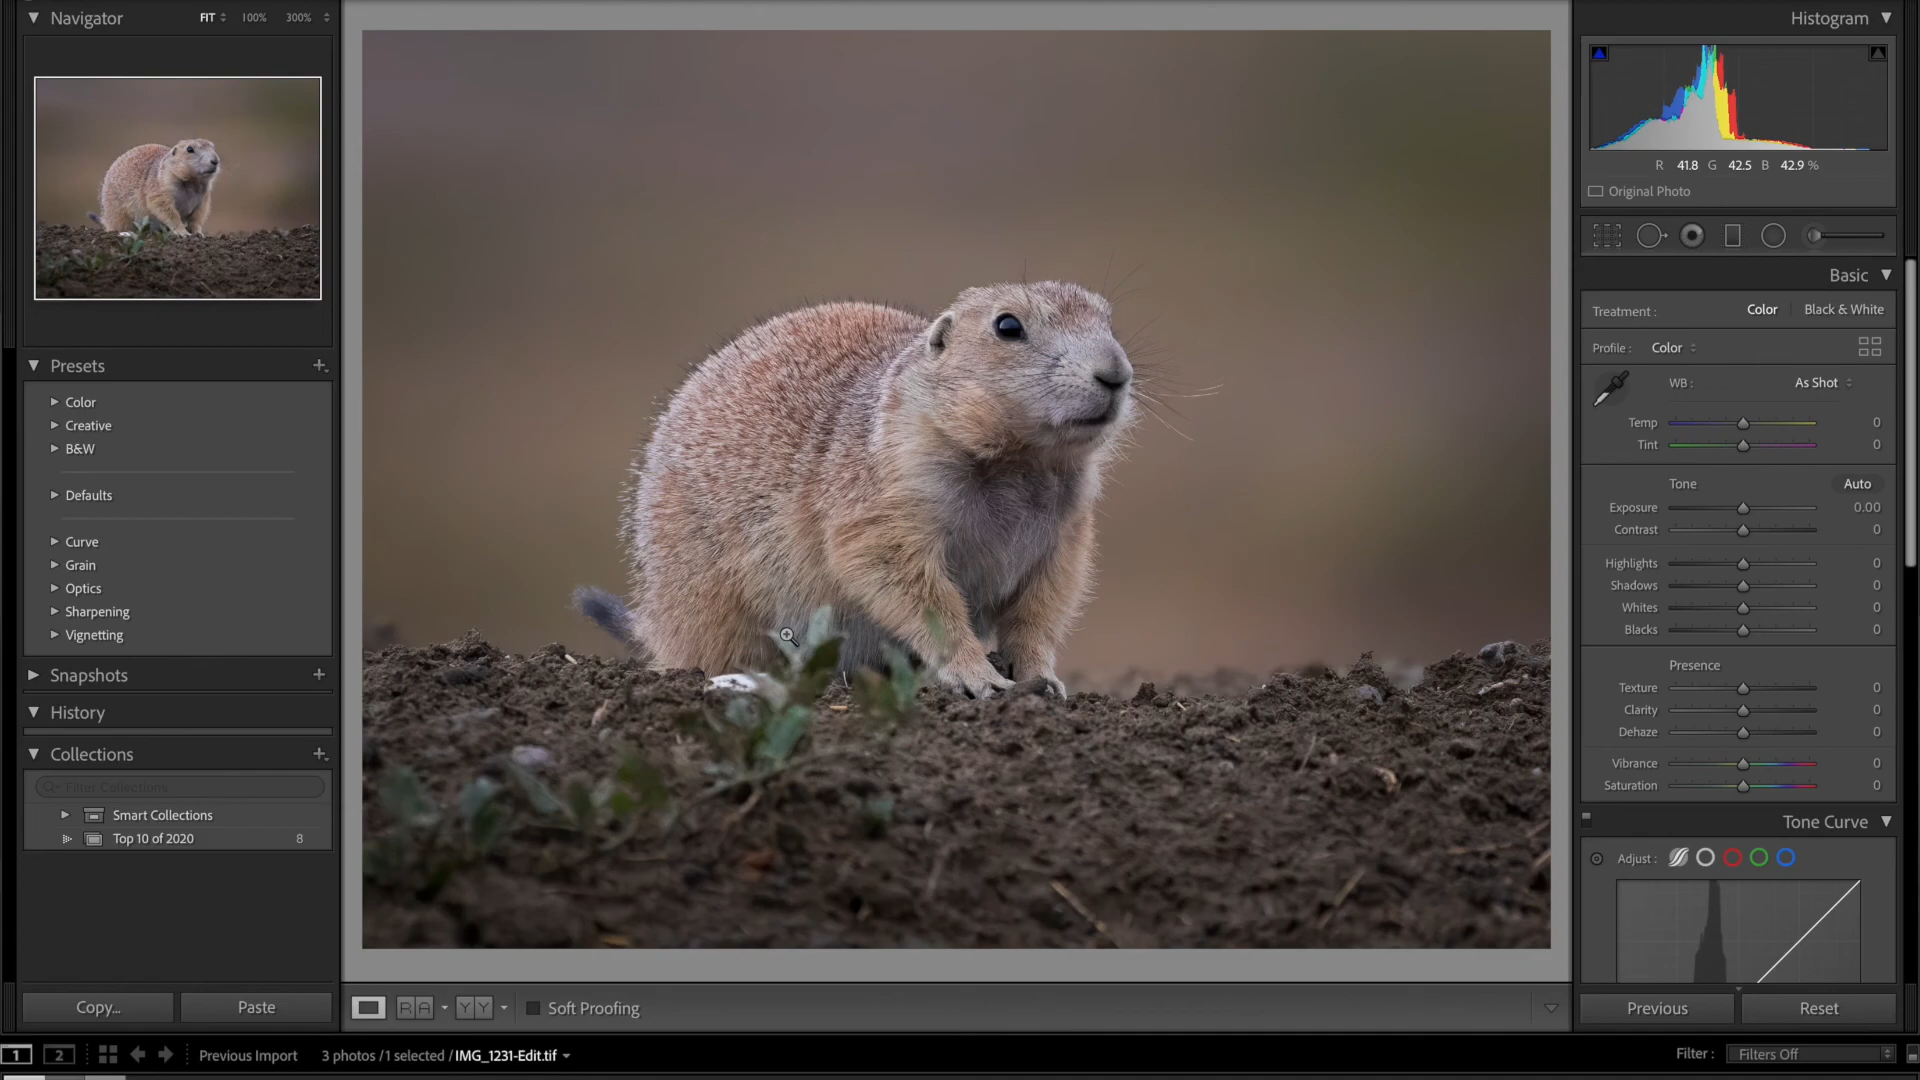 Navigator FIT 100% 300%
Presets
Color
Creative
B&W
Defaults
Curve
Grain
Optics
Sharpening
Vignetting
Snapshots
History
Collections
Filter Collections
Smart Collections
Top 10 of 2020 8
Copy... Paste
R A Y Y Soft Proofing
Histogram
R 41.8 G 42.5 B 42.9 %
Original Photo
Basic
Treatment : Color Black & White
Profile : Color
WB : As Shot
Temp 0
Tint 0
Tone Auto
Exposure 0.00
Contrast 0
Highlights 0
Shadows 0
Whites 0
Blacks 0
Presence
Texture 0
Clarity 0
Dehaze 0
Vibrance 0
Saturation 0
Tone Curve
Adjust :
Previous Reset
1 2 Previous Import 3 photos / 1 selected / IMG_1231-Edit.tif Filter : Filters Off